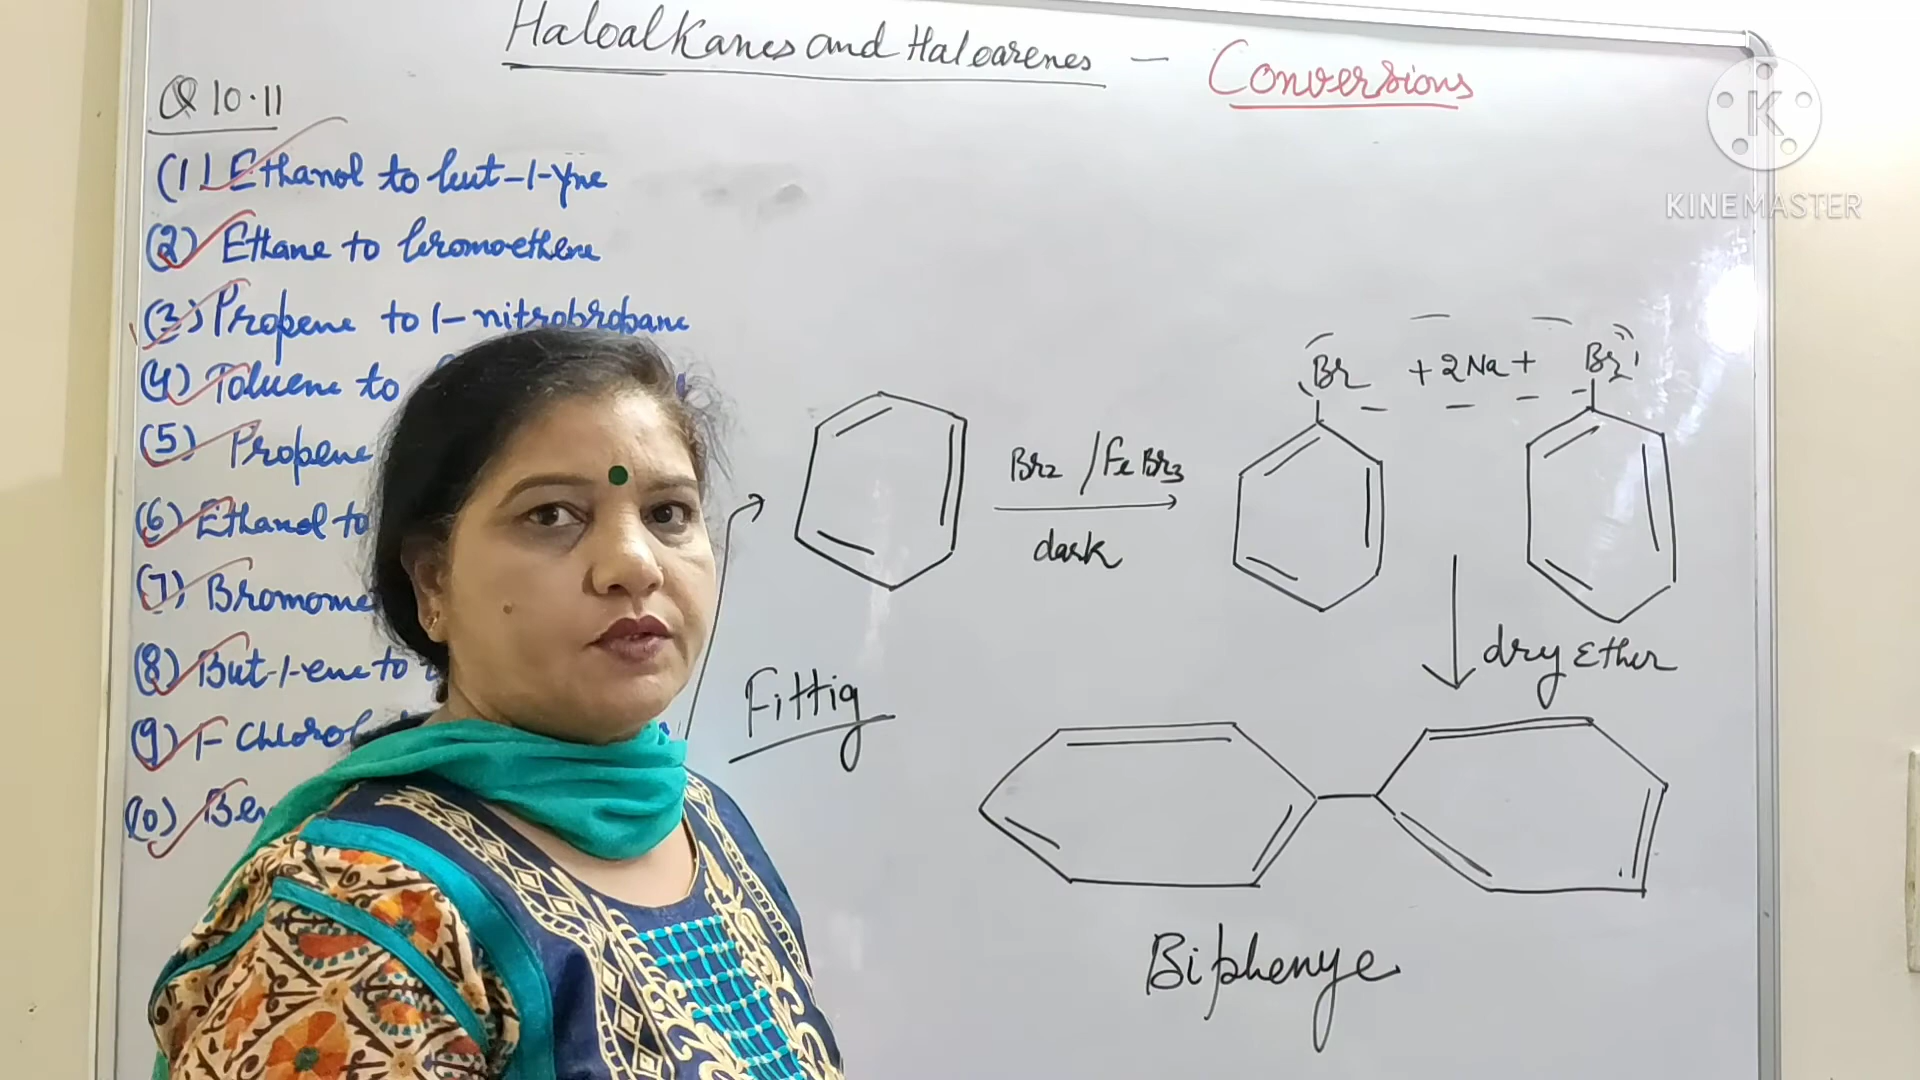 Haloalkanes and Haloarenes — Conversions
Q 10.11
(1) Ethanol to but-1-yne
(2) Ethane to bromoethene
(3) Propene to 1-nitropropane
(4) Toluene to
(5) Propene
(6) Ethanol to
(7) Bromome
(8) But-1-ene to
(9) 1-Chlorob
(10) Ben
Br2 / FeBr3
dark
Br + 2Na + Br
dry Ether
Fittig
Biphenye
K
KINEMASTER